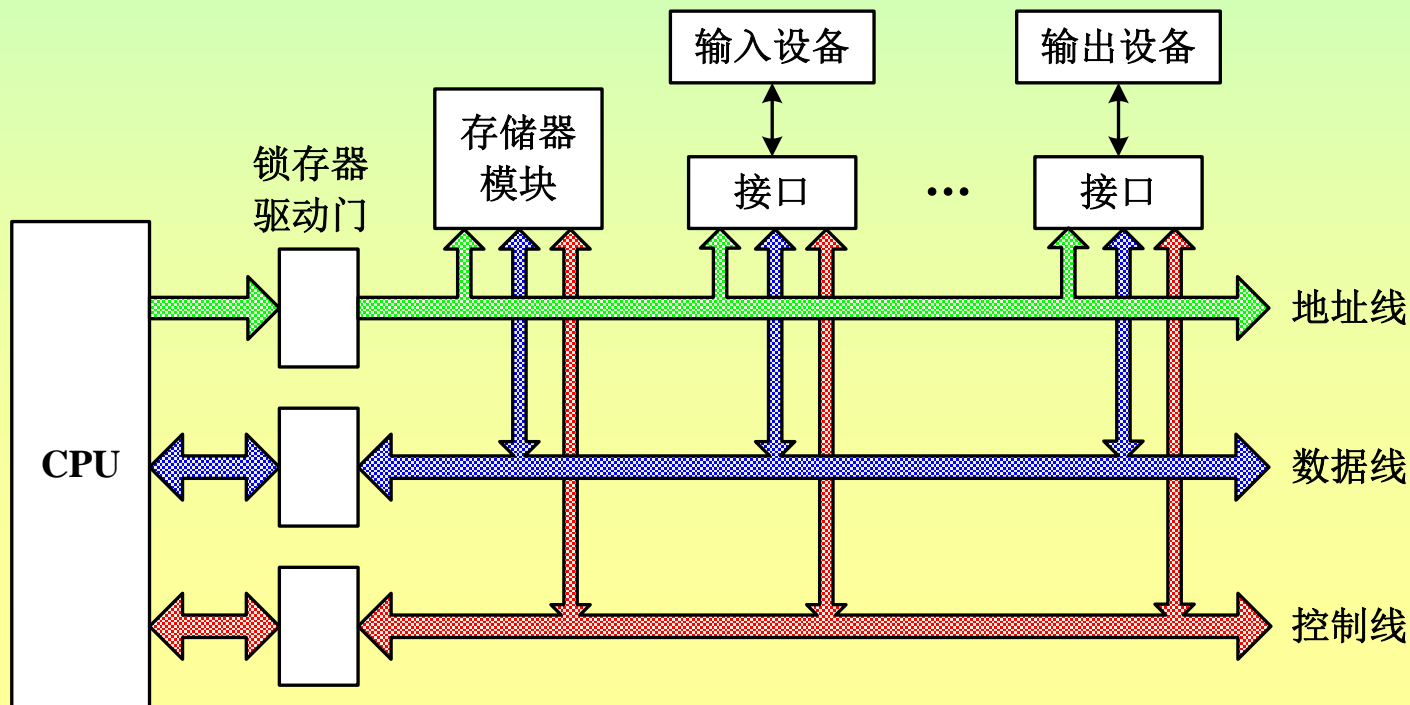 输入设备
输出设备
存储器
模块
锁存器
驱动门
接口
...
接口
地址线
CPU
数据线
控制线